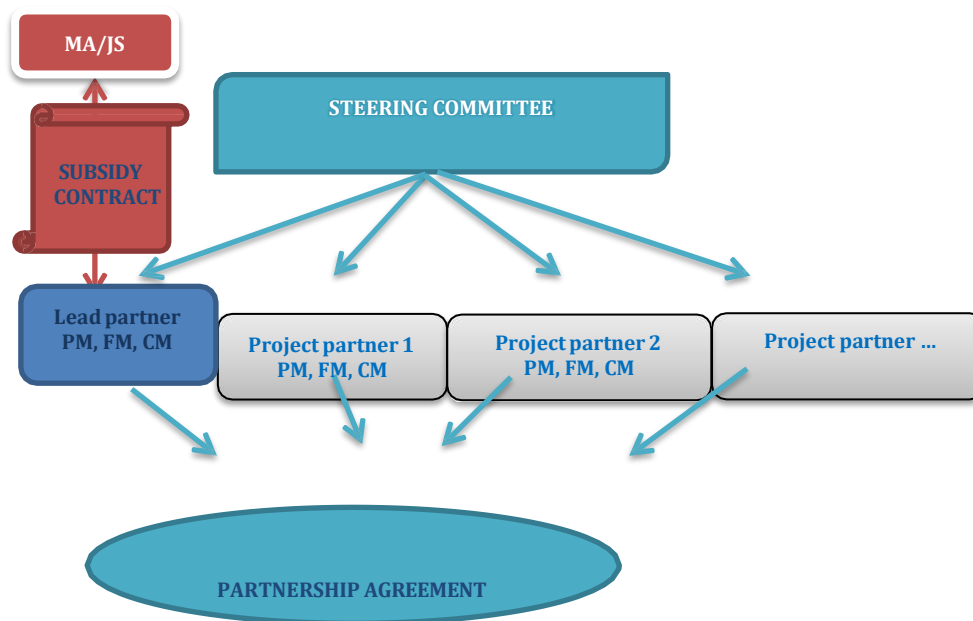 MA/JS
STEERING COMMITTEE
SUBSIDY
CONTRACT
Lead partner
PM, FM, CM
Project partner 1
PM, FM, CM
Project partner 2
PM, FM, CM
Project partner …
PARTNERSHIP AGREEMENT